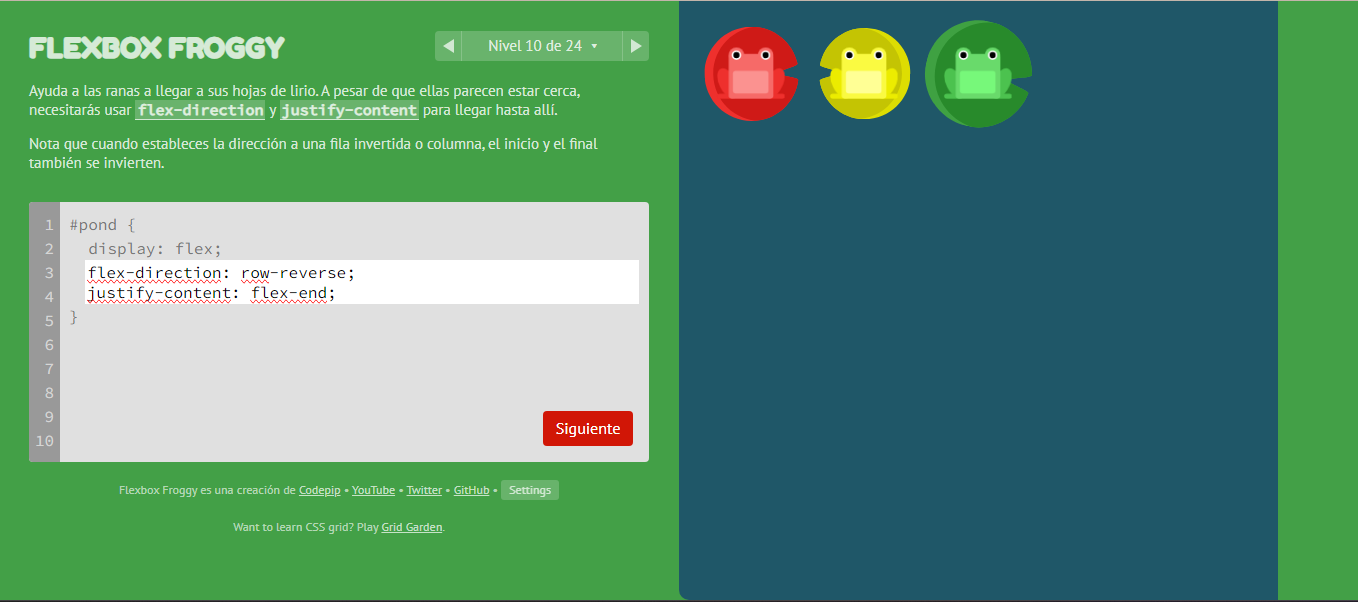 FLEXBOX FROGGY
◀ Nivel 10 de 24 ▾ ▶
Ayuda a las ranas a llegar a sus hojas de lirio. A pesar de que ellas parecen estar cerca,
necesitarás usar flex-direction y justify-content para llegar hasta allí.
Nota que cuando estableces la dirección a una fila invertida o columna, el inicio y el final
también se invierten.
1 #pond {
2 display: flex;
3 flex-direction: row-reverse;
4 justify-content: flex-end;
5 }
6
7
8
9
10
Siguiente
Flexbox Froggy es una creación de Codepip • YouTube • Twitter • GitHub • Settings
Want to learn CSS grid? Play Grid Garden.